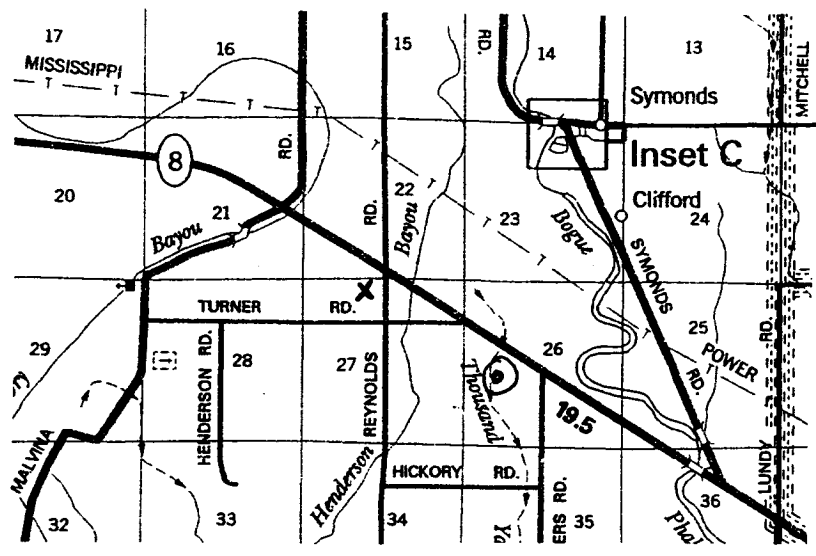 17
16
15
RD.
14
13
MITCHELL
MISSISSIPPI
Symonds
8
RD.
Inset C
20
21
Bayou
22
RD.
Bayou
23
Bogue
Clifford
24
SYMONDS
RD.
TURNER RD.
X
29
HENDERSON RD.
28
27
REYNOLDS
26
25
POWER
RD.
Thousand
19.5
MALVINA
Henderson
HICKORY RD.
ERS RD.
LUNDY
36
32
33
34
Ya
35
Phal